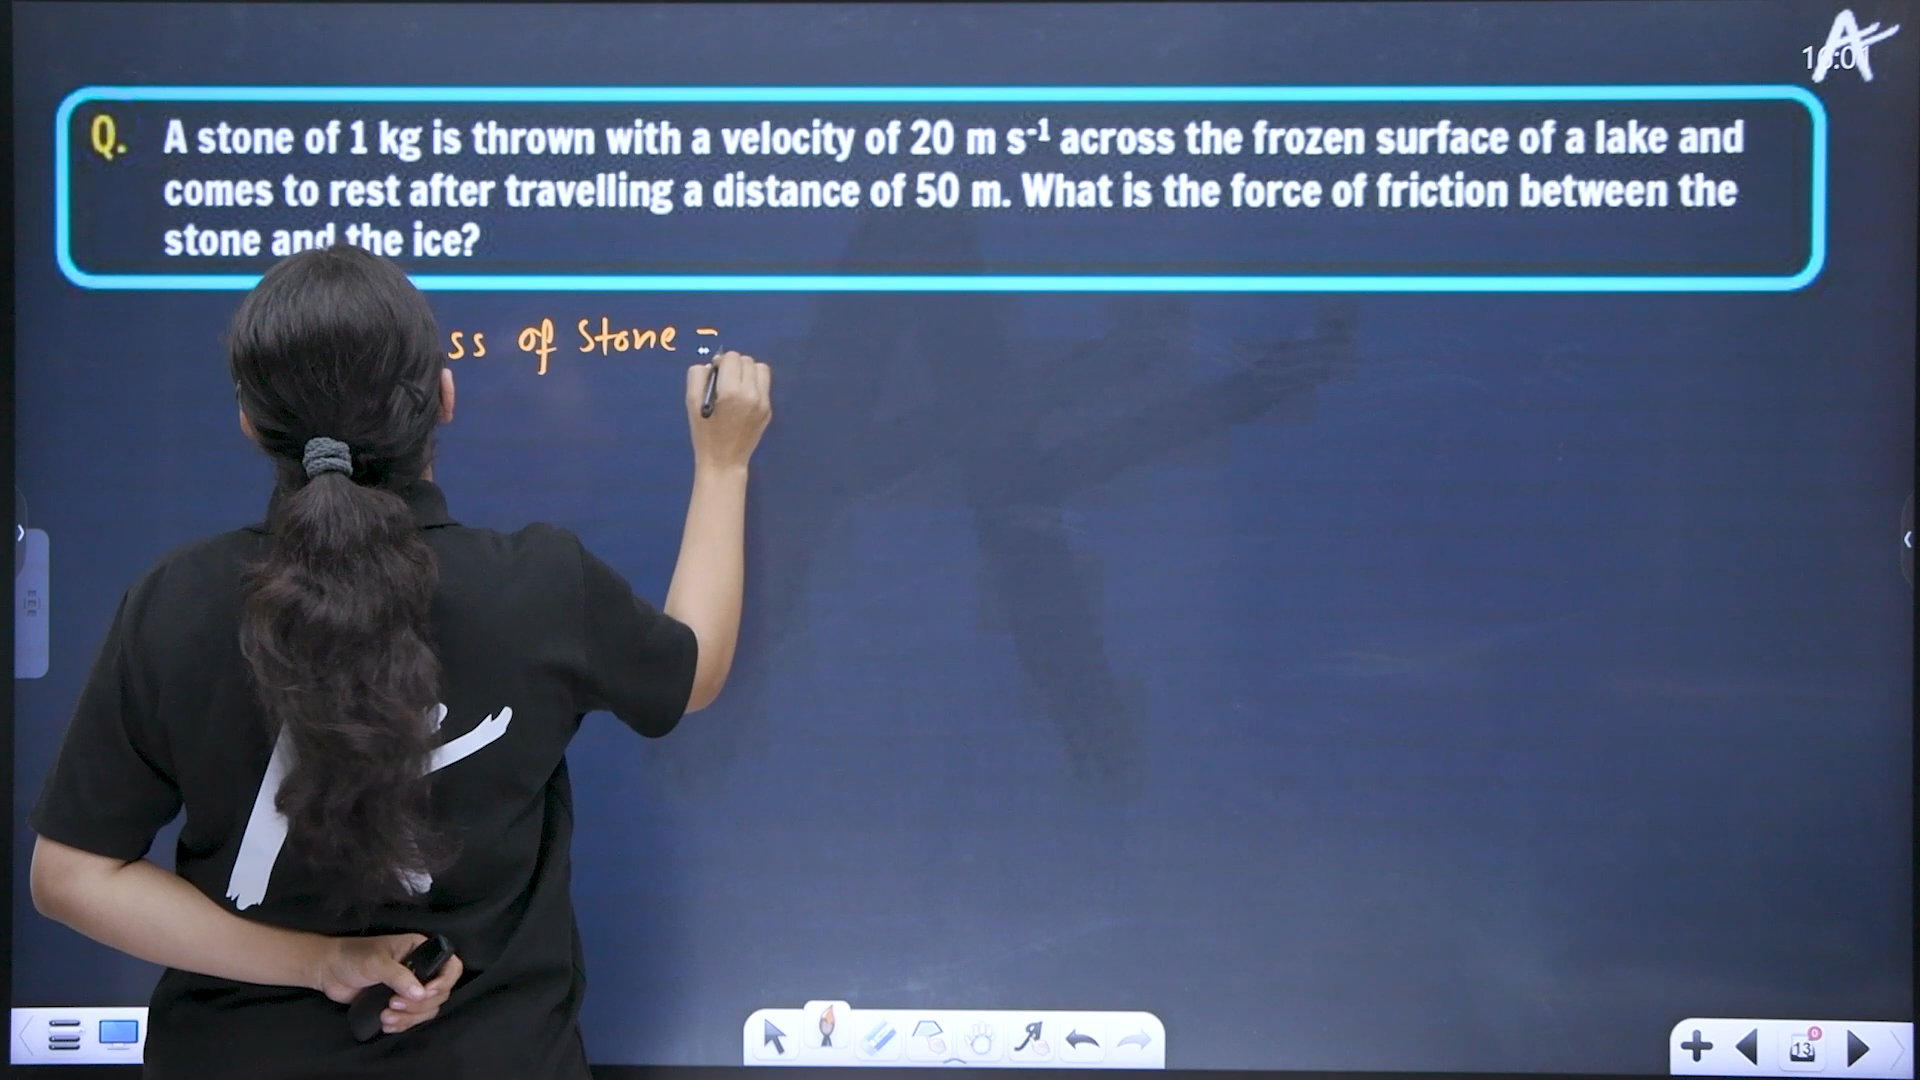 Q. A stone of 1 kg is thrown with a velocity of 20 m s⁻¹ across the frozen surface of a lake and
comes to rest after travelling a distance of 50 m. What is the force of friction between the
stone and the ice?
ss of Stone =
13
0